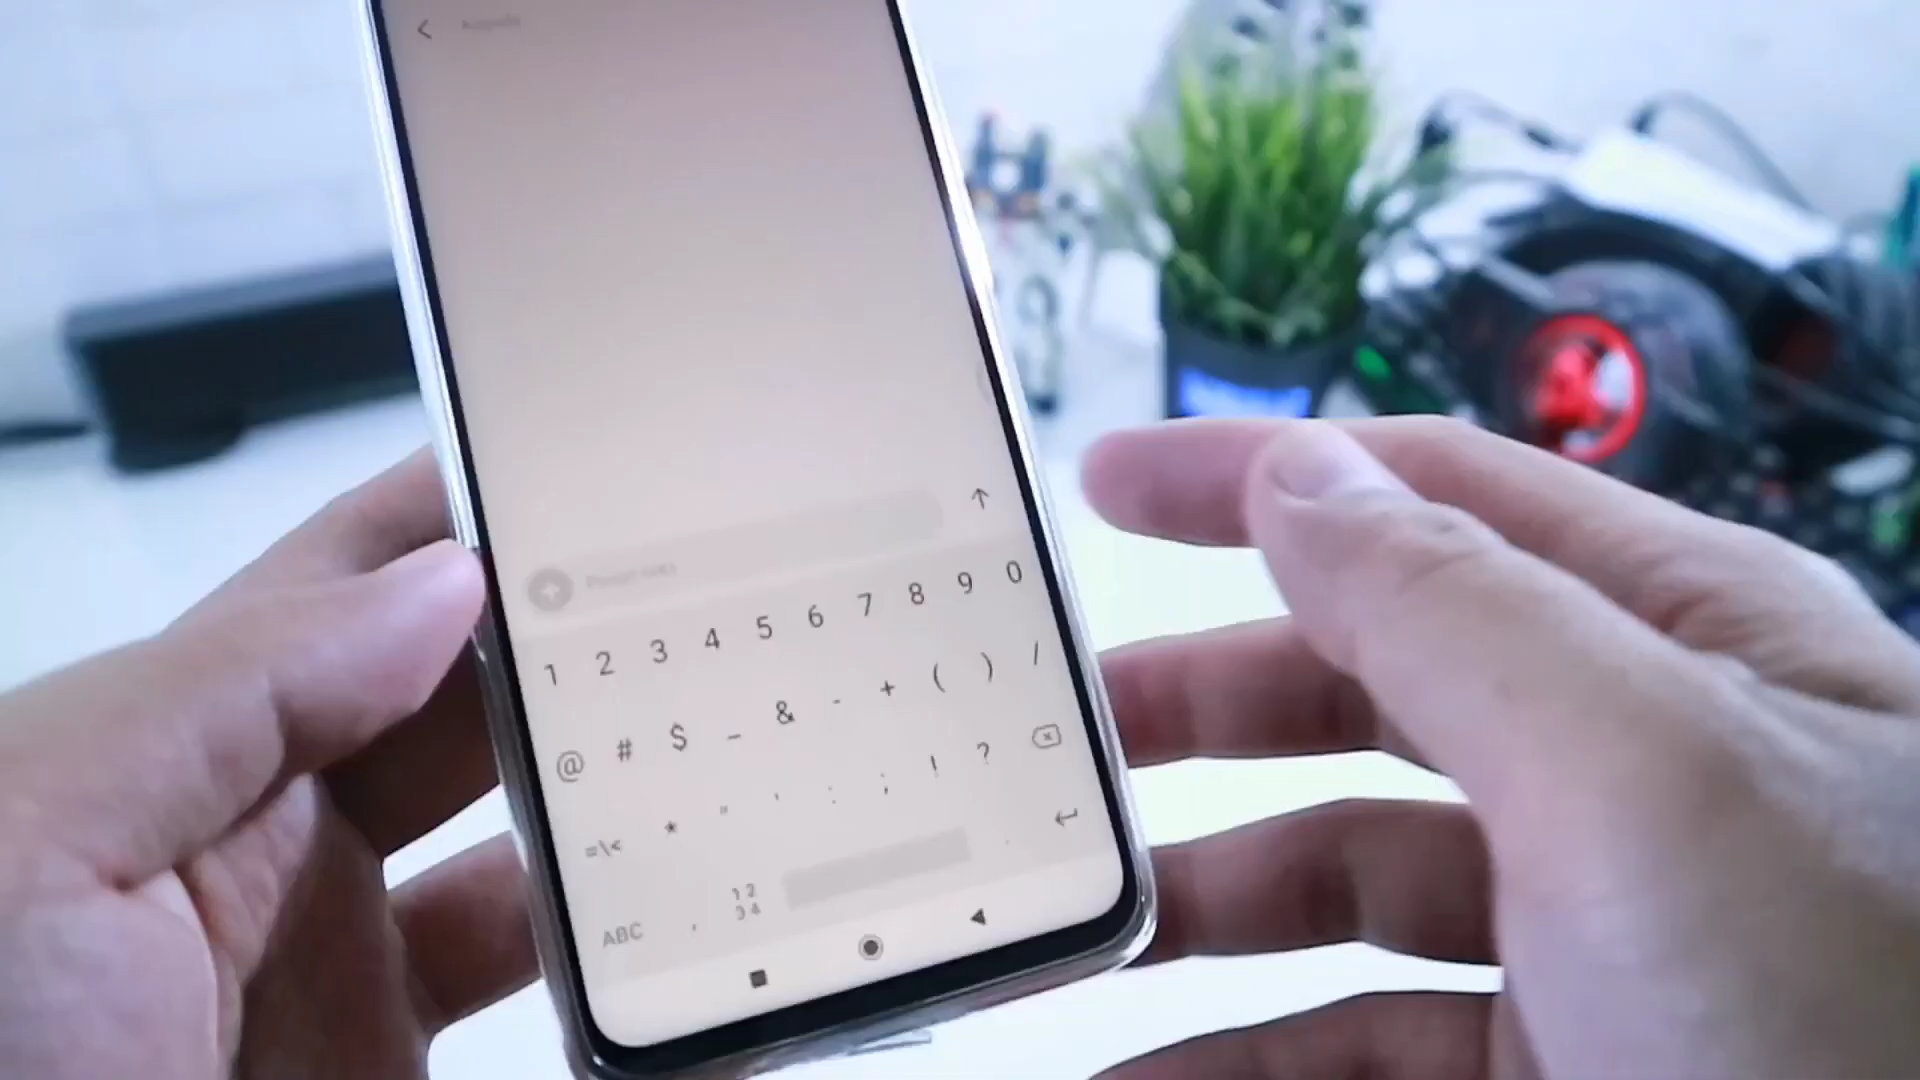 1 2 3 4 5 6 7 8 9 0
@ # $ _ & - + ( ) /
=\< * " ' : ; ! ?
ABC , 12 34 .